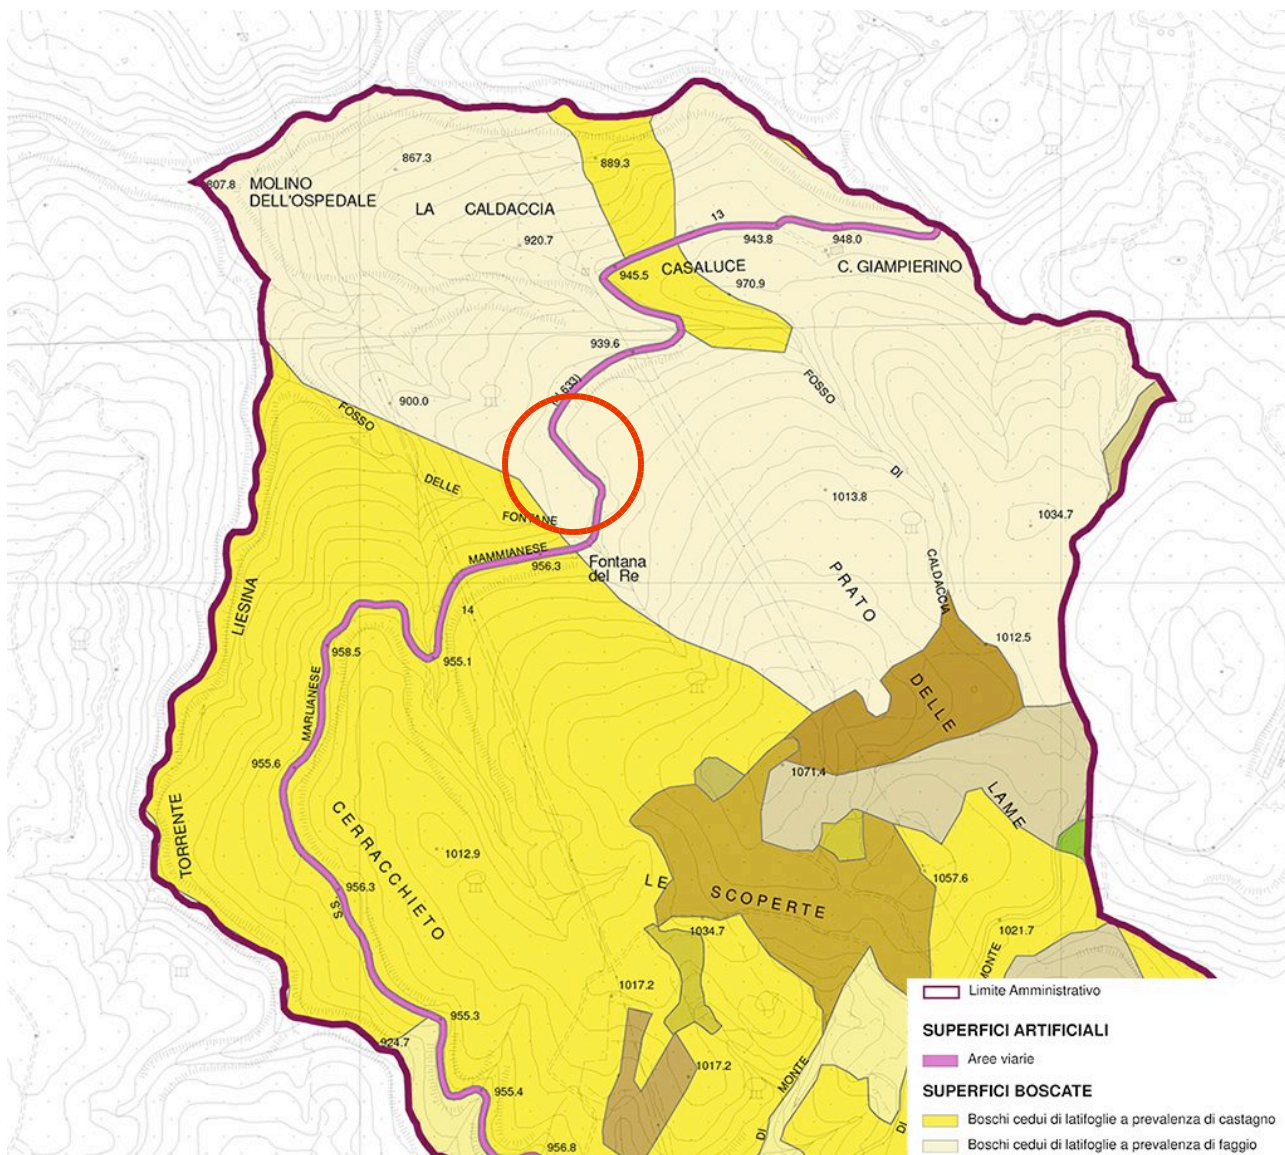 867.3
889.3
807.8
MOLINO
DELL'OSPEDALE
LA CALDACCIA
13
920.7
943.8
948.0
945.5
CASALUCE
C. GIAMPIERINO
970.9
939.6
FOSSO
900.0
FOSSO
DI
DELLE
1013.8
FONTANE
1034.7
MAMMIANESE
956.3
Fontana
del Re
CALDACCIA
PRATO
LIESINA
14
958.5
955.1
1012.5
MARLIANESE
DELLE
955.6
1071.4
LAME
TORRENTE
CERRACCHIETO
1012.9
1057.6
956.3
LE SCOPERTE
S.S.
1034.7
1021.7
MONTE
1017.2
955.3
924.7
1017.2
MONTE
955.4
DI
DI
956.8
Limite Amministrativo
SUPERFICI ARTIFICIALI
Aree viarie
SUPERFICI BOSCATE
Boschi cedui di latifoglie a prevalenza di castagno
Boschi cedui di latifoglie a prevalenza di faggio